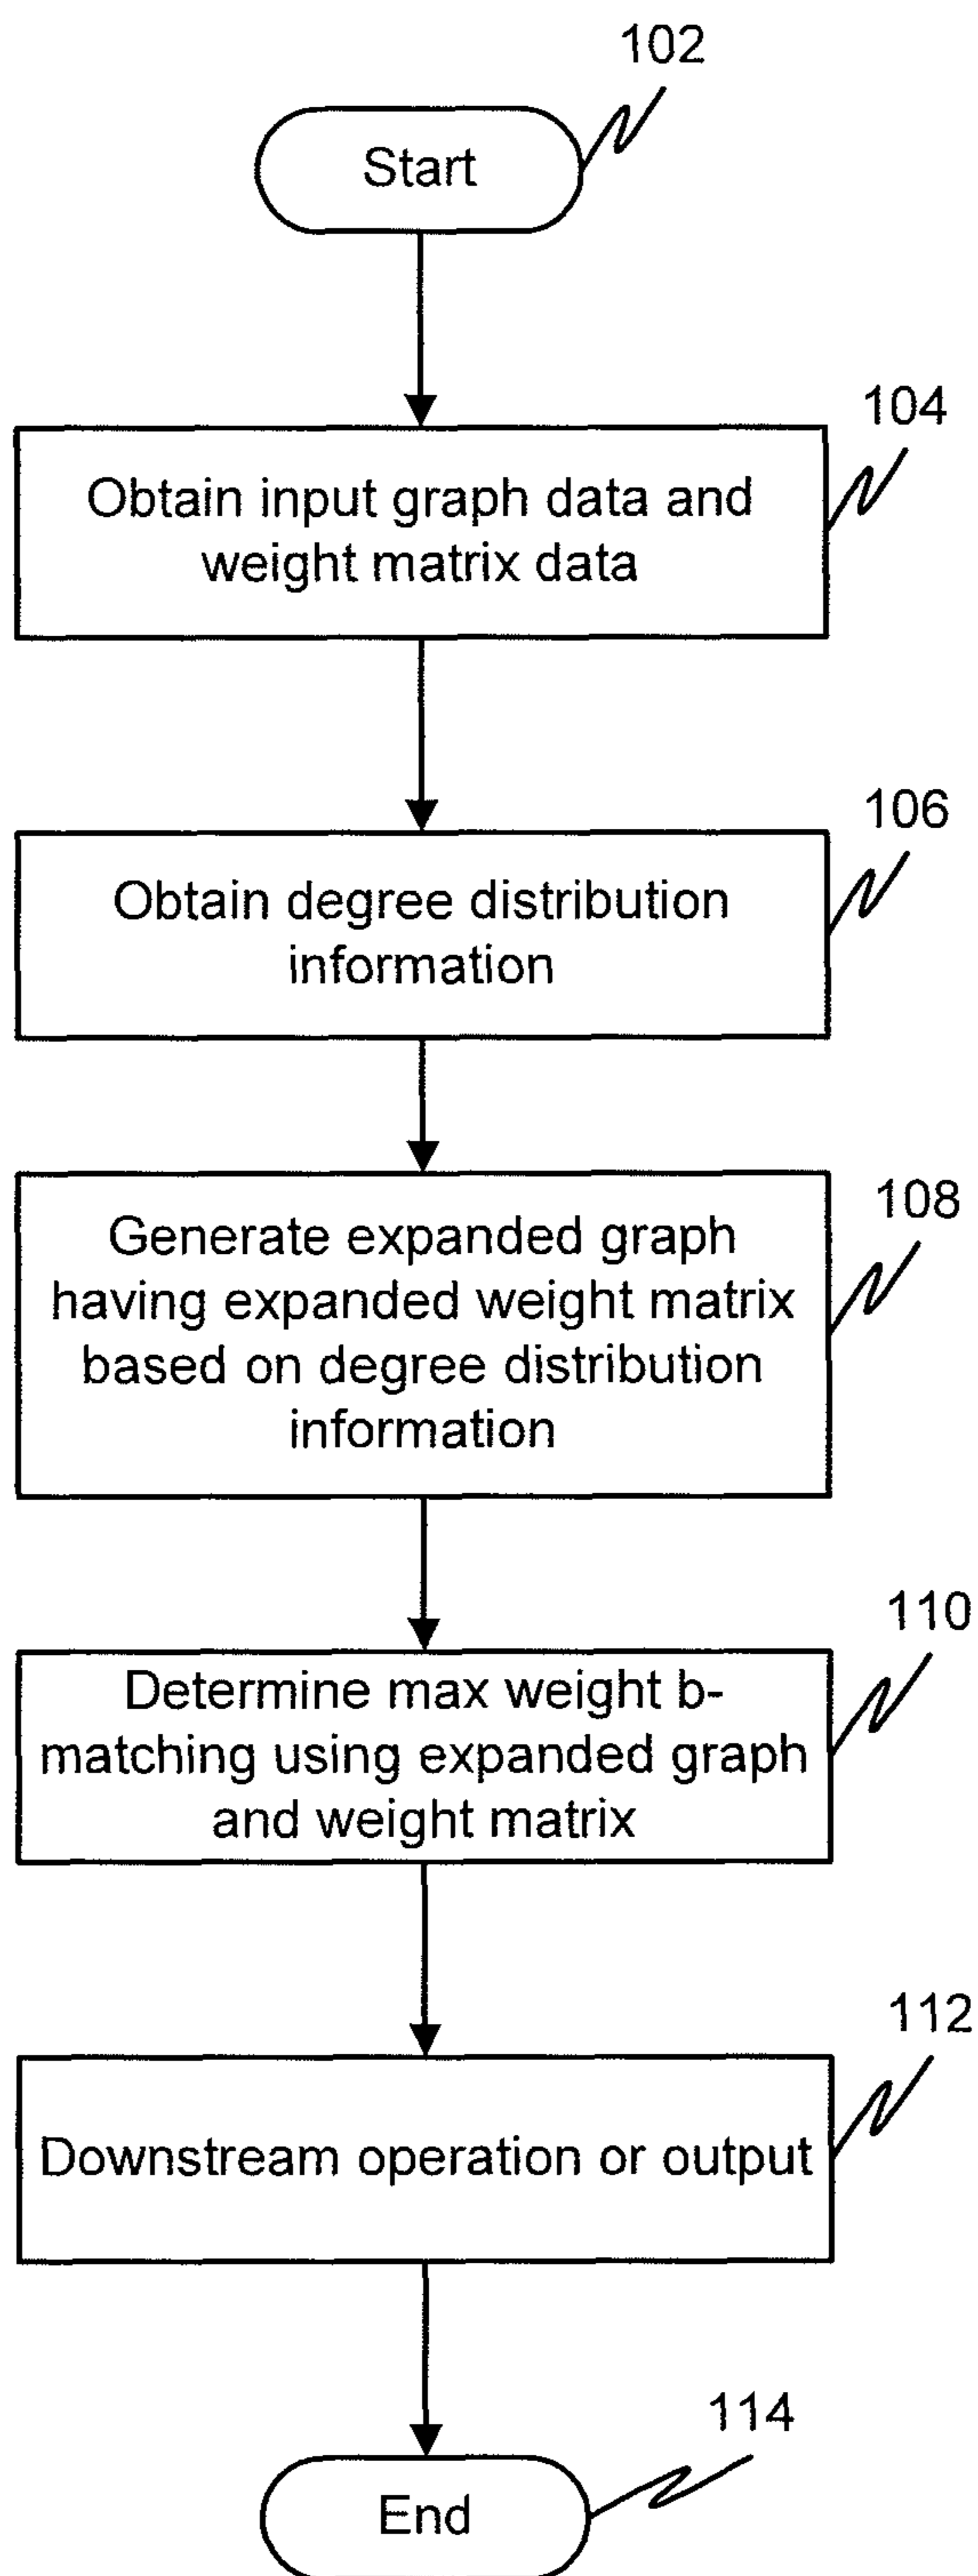 102
Start
104
Obtain input graph data and
weight matrix data
106
Obtain degree distribution
information
108
Generate expanded graph
having expanded weight matrix
based on degree distribution
information
110
Determine max weight b-
matching using expanded graph
and weight matrix
112
Downstream operation or output
114
End